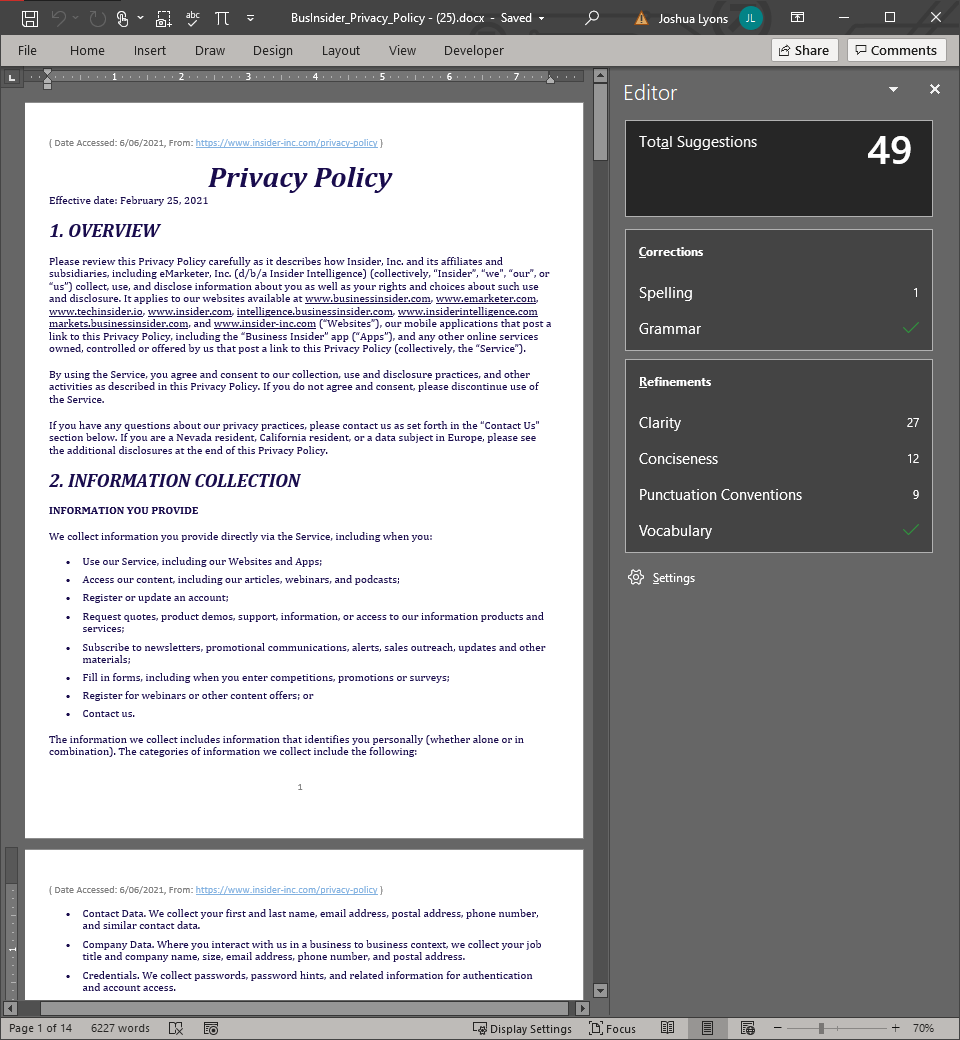 abc
BusInsider_Privacy_Policy - (25).docx - Saved
Joshua Lyons
JL
File Home Insert Draw Design Layout View Developer
Share
Comments
L
1 2 3 4 5 6 7
( Date Accessed: 6/06/2021, From: https://www.insider-inc.com/privacy-policy )
Privacy Policy
Effective date: February 25, 2021
1. OVERVIEW
Please review this Privacy Policy carefully as it describes how Insider, Inc. and its affiliates and
subsidiaries, including eMarketer, Inc. (d/b/a Insider Intelligence) (collectively, “Insider”, “we”, “our”, or
“us”) collect, use, and disclose information about you as well as your rights and choices about such use
and disclosure. It applies to our websites available at www.businessinsider.com, www.emarketer.com,
www.techinsider.io, www.insider.com, intelligence.businessinsider.com, www.insiderintelligence.com
markets.businessinsider.com, and www.insider-inc.com (“Websites”), our mobile applications that post a
link to this Privacy Policy, including the “Business Insider” app (“Apps”), and any other online services
owned, controlled or offered by us that post a link to this Privacy Policy (collectively, the “Service”).
By using the Service, you agree and consent to our collection, use and disclosure practices, and other
activities as described in this Privacy Policy. If you do not agree and consent, please discontinue use of
the Service.
If you have any questions about our privacy practices, please contact us as set forth in the “Contact Us”
section below. If you are a Nevada resident, California resident, or a data subject in Europe, please see
the additional disclosures at the end of this Privacy Policy.
2. INFORMATION COLLECTION
INFORMATION YOU PROVIDE
We collect information you provide directly via the Service, including when you:
• Use our Service, including our Websites and Apps;
• Access our content, including our articles, webinars, and podcasts;
• Register or update an account;
• Request quotes, product demos, support, information, or access to our information products and
services;
• Subscribe to newsletters, promotional communications, alerts, sales outreach, updates and other
materials;
• Fill in forms, including when you enter competitions, promotions or surveys;
• Register for webinars or other content offers; or
• Contact us.
The information we collect includes information that identifies you personally (whether alone or in
combination). The categories of information we collect include the following:
1
( Date Accessed: 6/06/2021, From: https://www.insider-inc.com/privacy-policy )
• Contact Data. We collect your first and last name, email address, postal address, phone number,
and similar contact data.
• Company Data. Where you interact with us in a business to business context, we collect your job
title and company name, size, email address, phone number, and postal address.
• Credentials. We collect passwords, password hints, and related information for authentication
and account access.
1
Editor
Total Suggestions 49
Corrections
Spelling 1
Grammar
Refinements
Clarity 27
Conciseness 12
Punctuation Conventions 9
Vocabulary
Settings
Page 1 of 14 6227 words
Display Settings Focus 70%